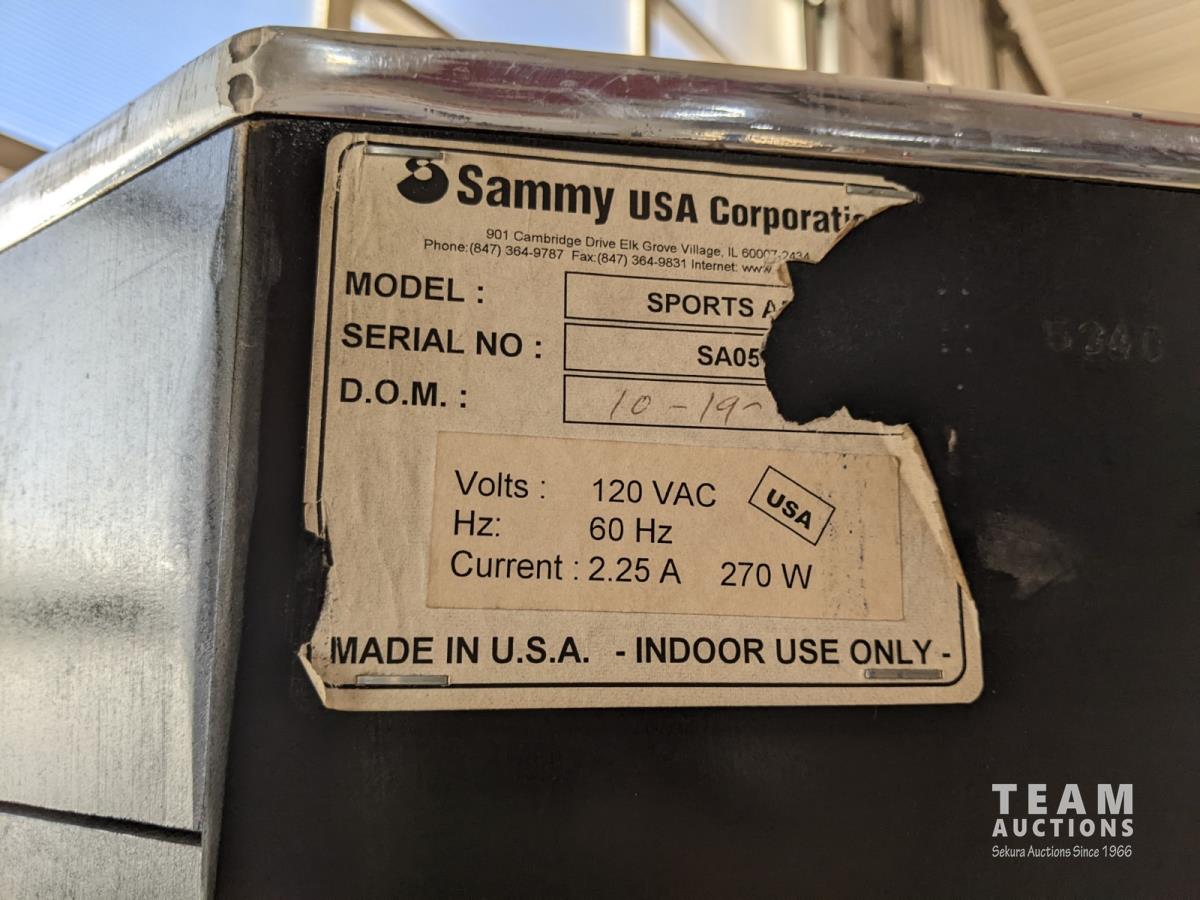 Sammy USA Corporatio
901 Cambridge Drive Elk Grove Village, IL 60007-2434
Phone:(847) 364-9787 Fax:(847) 364-9831 Internet: www.
MODEL : SPORTS A
SERIAL NO : SA05
D.O.M. : 10-19-
Volts : 120 VAC
USA
Hz: 60 Hz
Current : 2.25 A 270 W
MADE IN U.S.A. - INDOOR USE ONLY -
TEAM
AUCTIONS
Sekura Auctions Since 1966